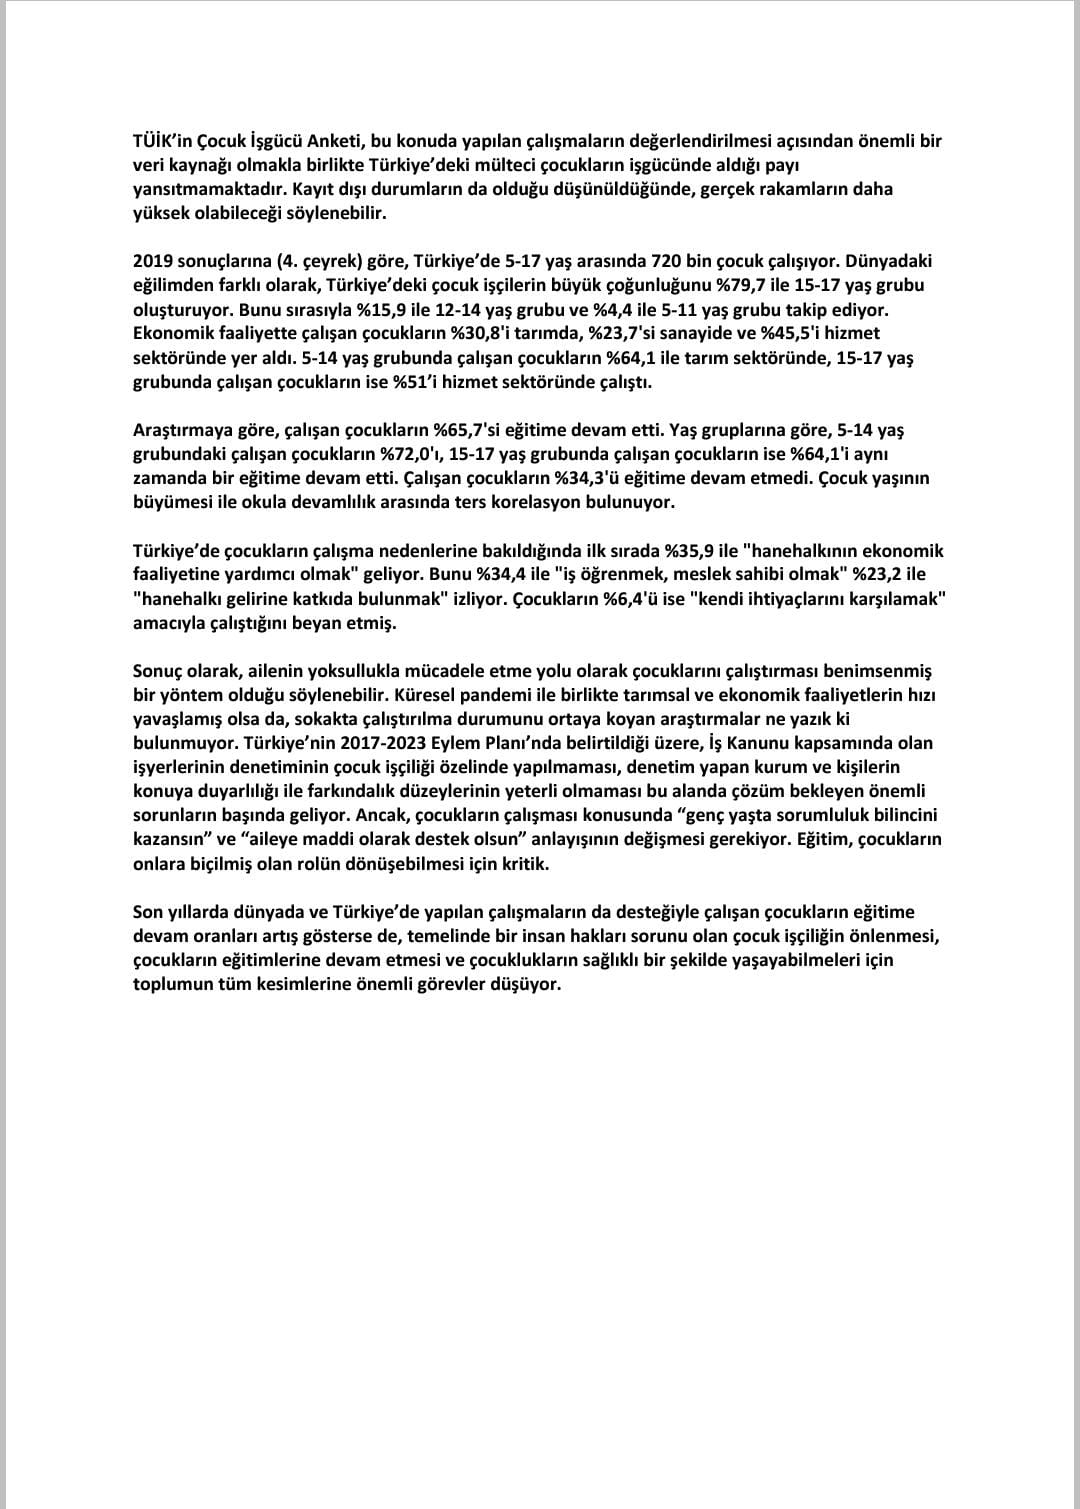 TÜİK’in Çocuk İşgücü Anketi, bu konuda yapılan çalışmaların değerlendirilmesi açısından önemli bir
veri kaynağı olmakla birlikte Türkiye’deki mülteci çocukların işgücünde aldığı payı
yansıtmamaktadır. Kayıt dışı durumların da olduğu düşünüldüğünde, gerçek rakamların daha
yüksek olabileceği söylenebilir.
2019 sonuçlarına (4. çeyrek) göre, Türkiye’de 5-17 yaş arasında 720 bin çocuk çalışıyor. Dünyadaki
eğilimden farklı olarak, Türkiye’deki çocuk işçilerin büyük çoğunluğunu %79,7 ile 15-17 yaş grubu
oluşturuyor. Bunu sırasıyla %15,9 ile 12-14 yaş grubu ve %4,4 ile 5-11 yaş grubu takip ediyor.
Ekonomik faaliyette çalışan çocukların %30,8'i tarımda, %23,7'si sanayide ve %45,5'i hizmet
sektöründe yer aldı. 5-14 yaş grubunda çalışan çocukların %64,1 ile tarım sektöründe, 15-17 yaş
grubunda çalışan çocukların ise %51’i hizmet sektöründe çalıştı.
Araştırmaya göre, çalışan çocukların %65,7'si eğitime devam etti. Yaş gruplarına göre, 5-14 yaş
grubundaki çalışan çocukların %72,0'ı, 15-17 yaş grubunda çalışan çocukların ise %64,1'i aynı
zamanda bir eğitime devam etti. Çalışan çocukların %34,3'ü eğitime devam etmedi. Çocuk yaşının
büyümesi ile okula devamlılık arasında ters korelasyon bulunuyor.
Türkiye’de çocukların çalışma nedenlerine bakıldığında ilk sırada %35,9 ile "hanehalkının ekonomik
faaliyetine yardımcı olmak" geliyor. Bunu %34,4 ile "iş öğrenmek, meslek sahibi olmak" %23,2 ile
"hanehalkı gelirine katkıda bulunmak" izliyor. Çocukların %6,4'ü ise "kendi ihtiyaçlarını karşılamak"
amacıyla çalıştığını beyan etmiş.
Sonuç olarak, ailenin yoksullukla mücadele etme yolu olarak çocuklarını çalıştırması benimsenmiş
bir yöntem olduğu söylenebilir. Küresel pandemi ile birlikte tarımsal ve ekonomik faaliyetlerin hızı
yavaşlamış olsa da, sokakta çalıştırılma durumunu ortaya koyan araştırmalar ne yazık ki
bulunmuyor. Türkiye’nin 2017-2023 Eylem Planı’nda belirtildiği üzere, İş Kanunu kapsamında olan
işyerlerinin denetiminin çocuk işçiliği özelinde yapılmaması, denetim yapan kurum ve kişilerin
konuya duyarlılığı ile farkındalık düzeylerinin yeterli olmaması bu alanda çözüm bekleyen önemli
sorunların başında geliyor. Ancak, çocukların çalışması konusunda “genç yaşta sorumluluk bilincini
kazansın” ve “aileye maddi olarak destek olsun” anlayışının değişmesi gerekiyor. Eğitim, çocukların
onlara biçilmiş olan rolün dönüşebilmesi için kritik.
Son yıllarda dünyada ve Türkiye’de yapılan çalışmaların da desteğiyle çalışan çocukların eğitime
devam oranları artış gösterse de, temelinde bir insan hakları sorunu olan çocuk işçiliğin önlenmesi,
çocukların eğitimlerine devam etmesi ve çocuklukların sağlıklı bir şekilde yaşayabilmeleri için
toplumun tüm kesimlerine önemli görevler düşüyor.